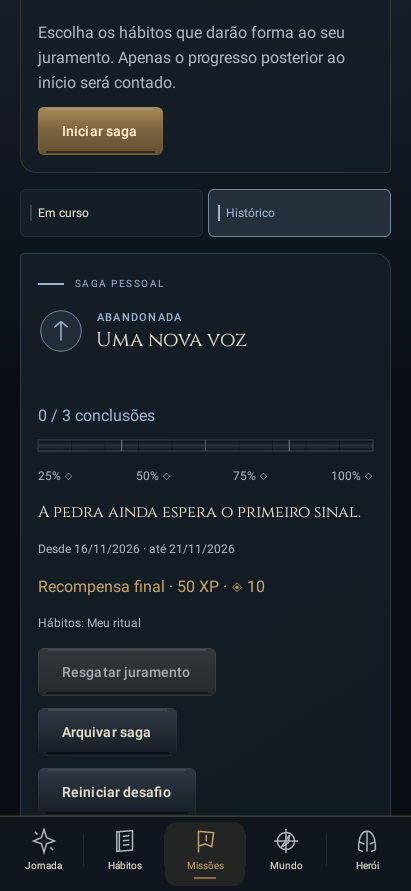 Escolha os hábitos que darão forma ao seu
juramento. Apenas o progresso posterior ao
início será contado.
Iniciar saga
Em curso
Histórico
SAGA PESSOAL
ABANDONADA
Uma nova voz
0 / 3 conclusões
25% ◇ 50% ◇ 75% ◇ 100% ◇
A pedra ainda espera o primeiro sinal.
Desde 16/11/2026 · até 21/11/2026
Recompensa final · 50 XP · ◈ 10
Hábitos: Meu ritual
Resgatar juramento
Arquivar saga
Reiniciar desafio
Jornada
Hábitos
Missões
Mundo
Herói